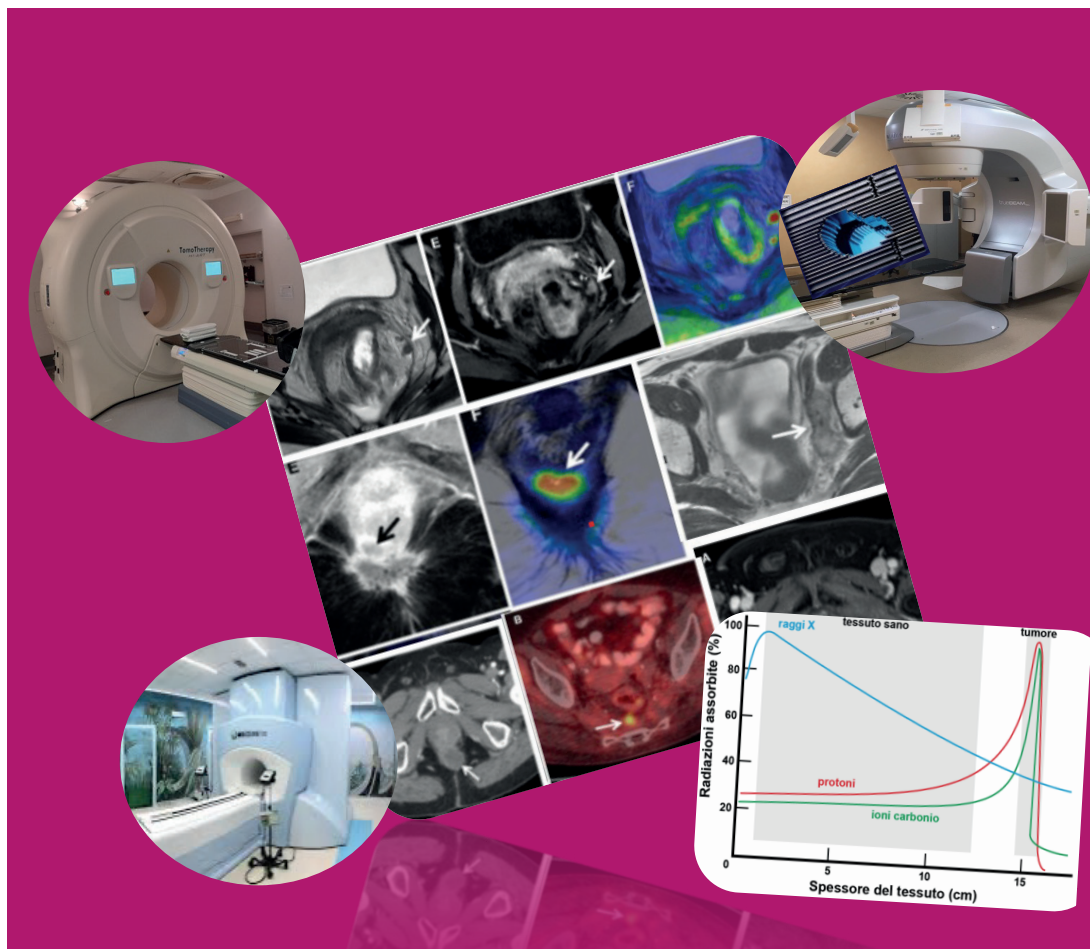 TomoTherapy
E
F
E
F
A
B
100
80
60
40
20
0
5
10
15
raggi X
tessuto sano
tumore
protoni
ioni carbonio
Radiazioni assorbite (%)
Spessore del tessuto (cm)